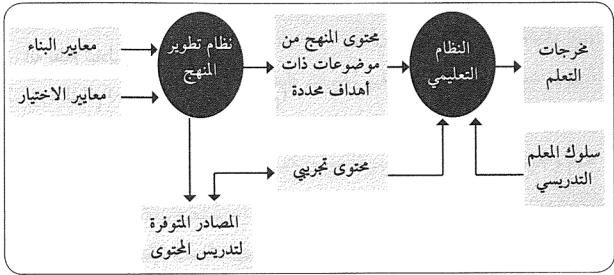 معايير البناء
معايير الاختيار
نظام تطوير
المنهج
محتوى المنهج من
موضوعات ذات
أهداف محددة
النظام
التعليمي
مخرجات
التعلم
سلوك المعلم
التدريسي
محتوى تجريبي
المصادر المتوفرة
لتدريس المحتوى